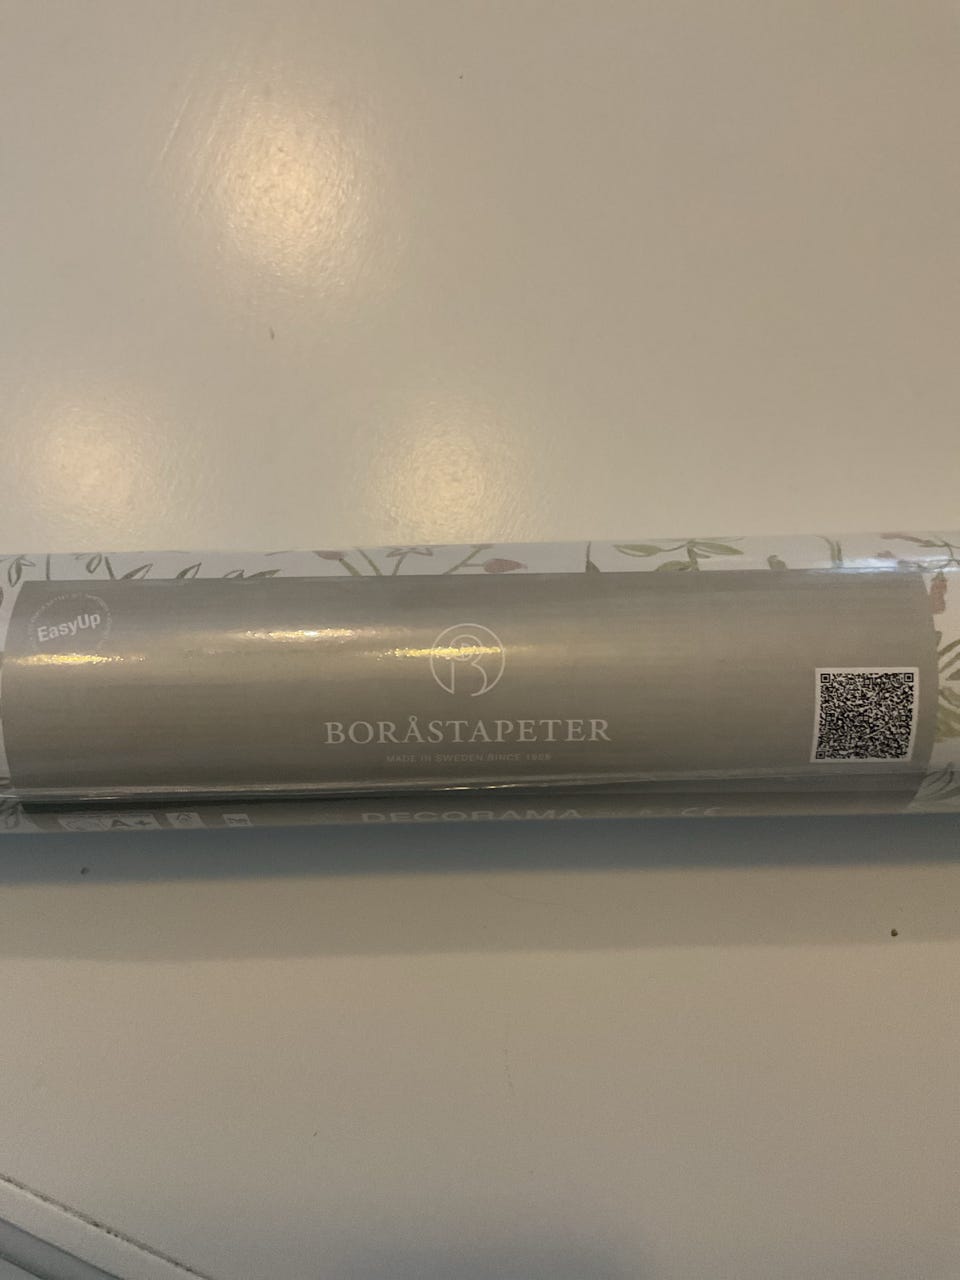 EasyUp
BORÅSTAPETER
MADE IN SWEDEN SINCE 1905
A+
DECORAMA